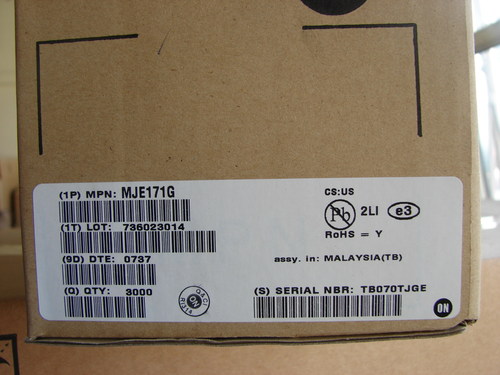 (1P) MPN: MJE171G
(1T) LOT: 736023014
(9D) DTE: 0737
(Q) QTY: 3000
CS:US
Pb 2LI e3
RoHS = Y
assy. in: MALAYSIA(TB)
(S) SERIAL NBR: TB070TJGE
ON